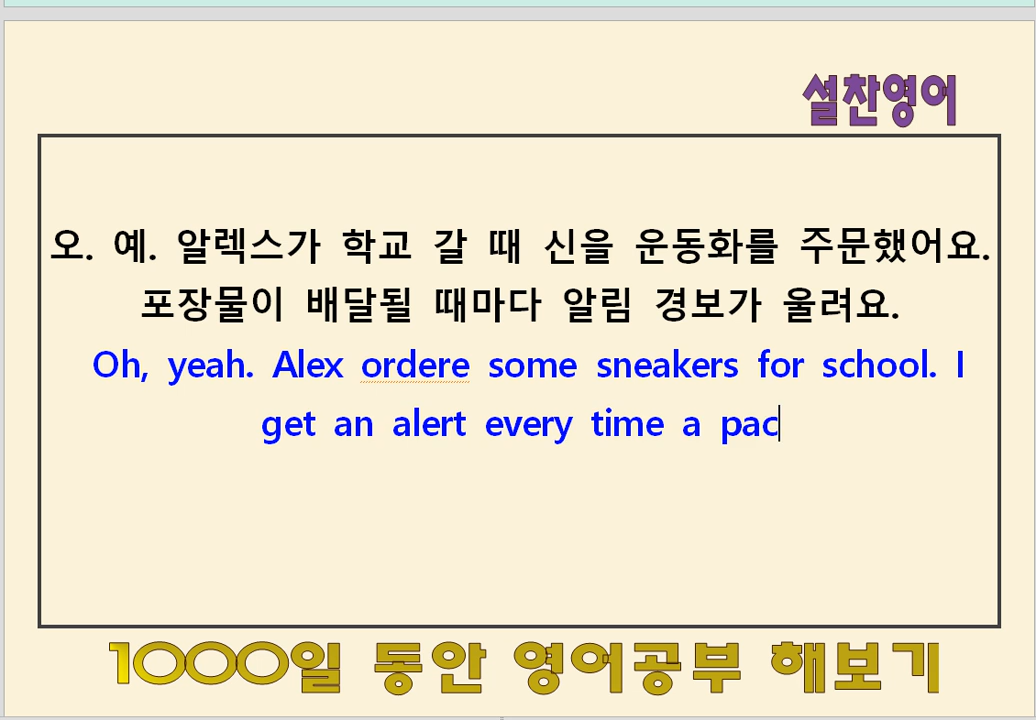 설찬영어
오. 예. 알렉스가 학교 갈 때 신을 운동화를 주문했어요.
포장물이 배달될 때마다 알림 경보가 울려요.
Oh, yeah. Alex ordere some sneakers for school. I
get an alert every time a pac
1000일 동안 영어공부 해보기